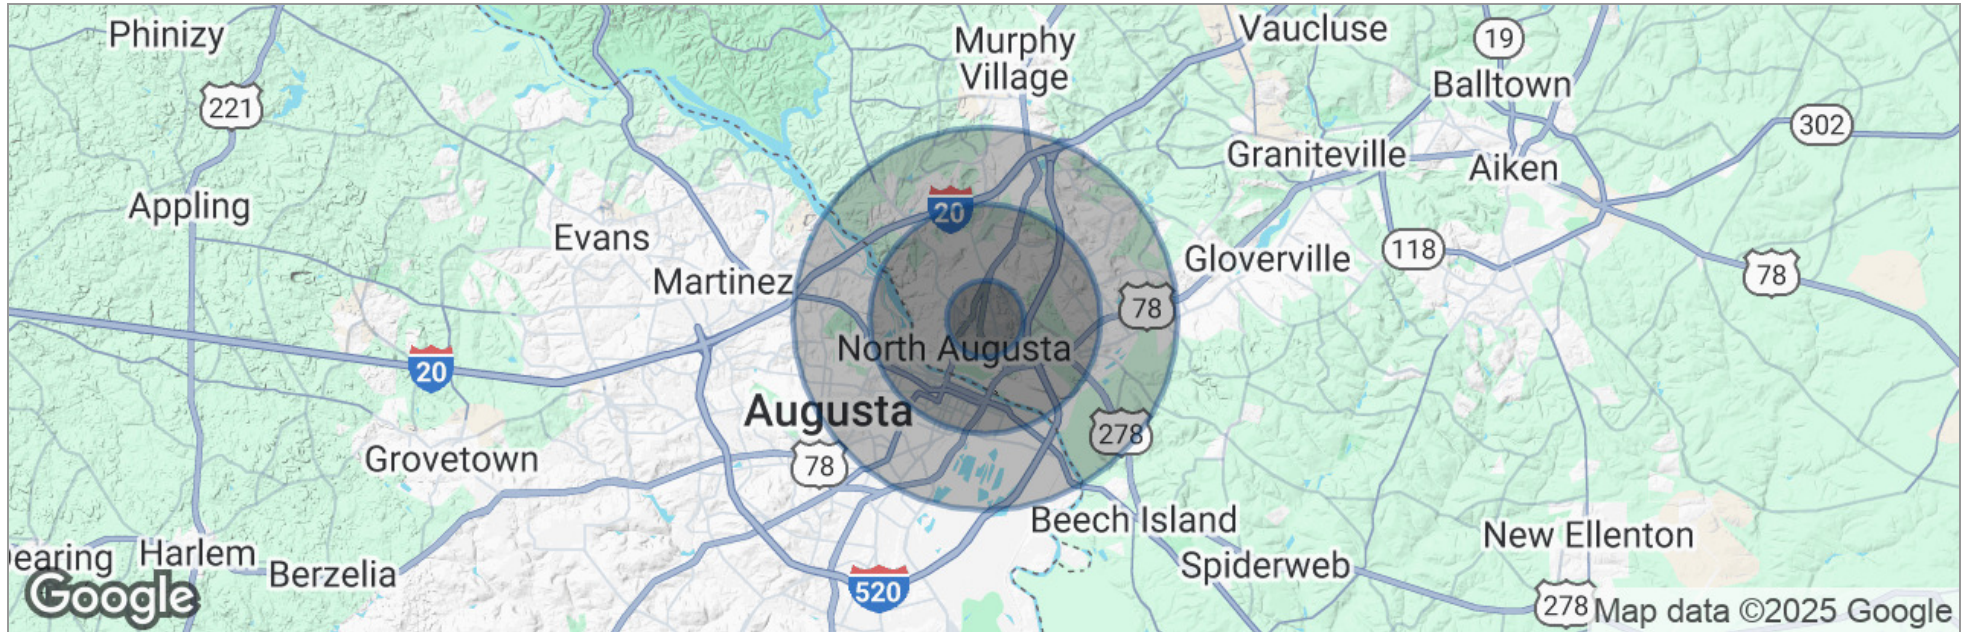 Phinizy
Murphy
Village
Vaucluse
19
Balltown
221
302
Graniteville
Aiken
Appling
20
Evans
Gloverville
118
Martinez
78
78
North Augusta
20
Augusta
278
Grovetown
78
Beech Island
New Ellenton
earing
Harlem
Berzelia
Spiderweb
520
Google
278
Map data ©2025 Google